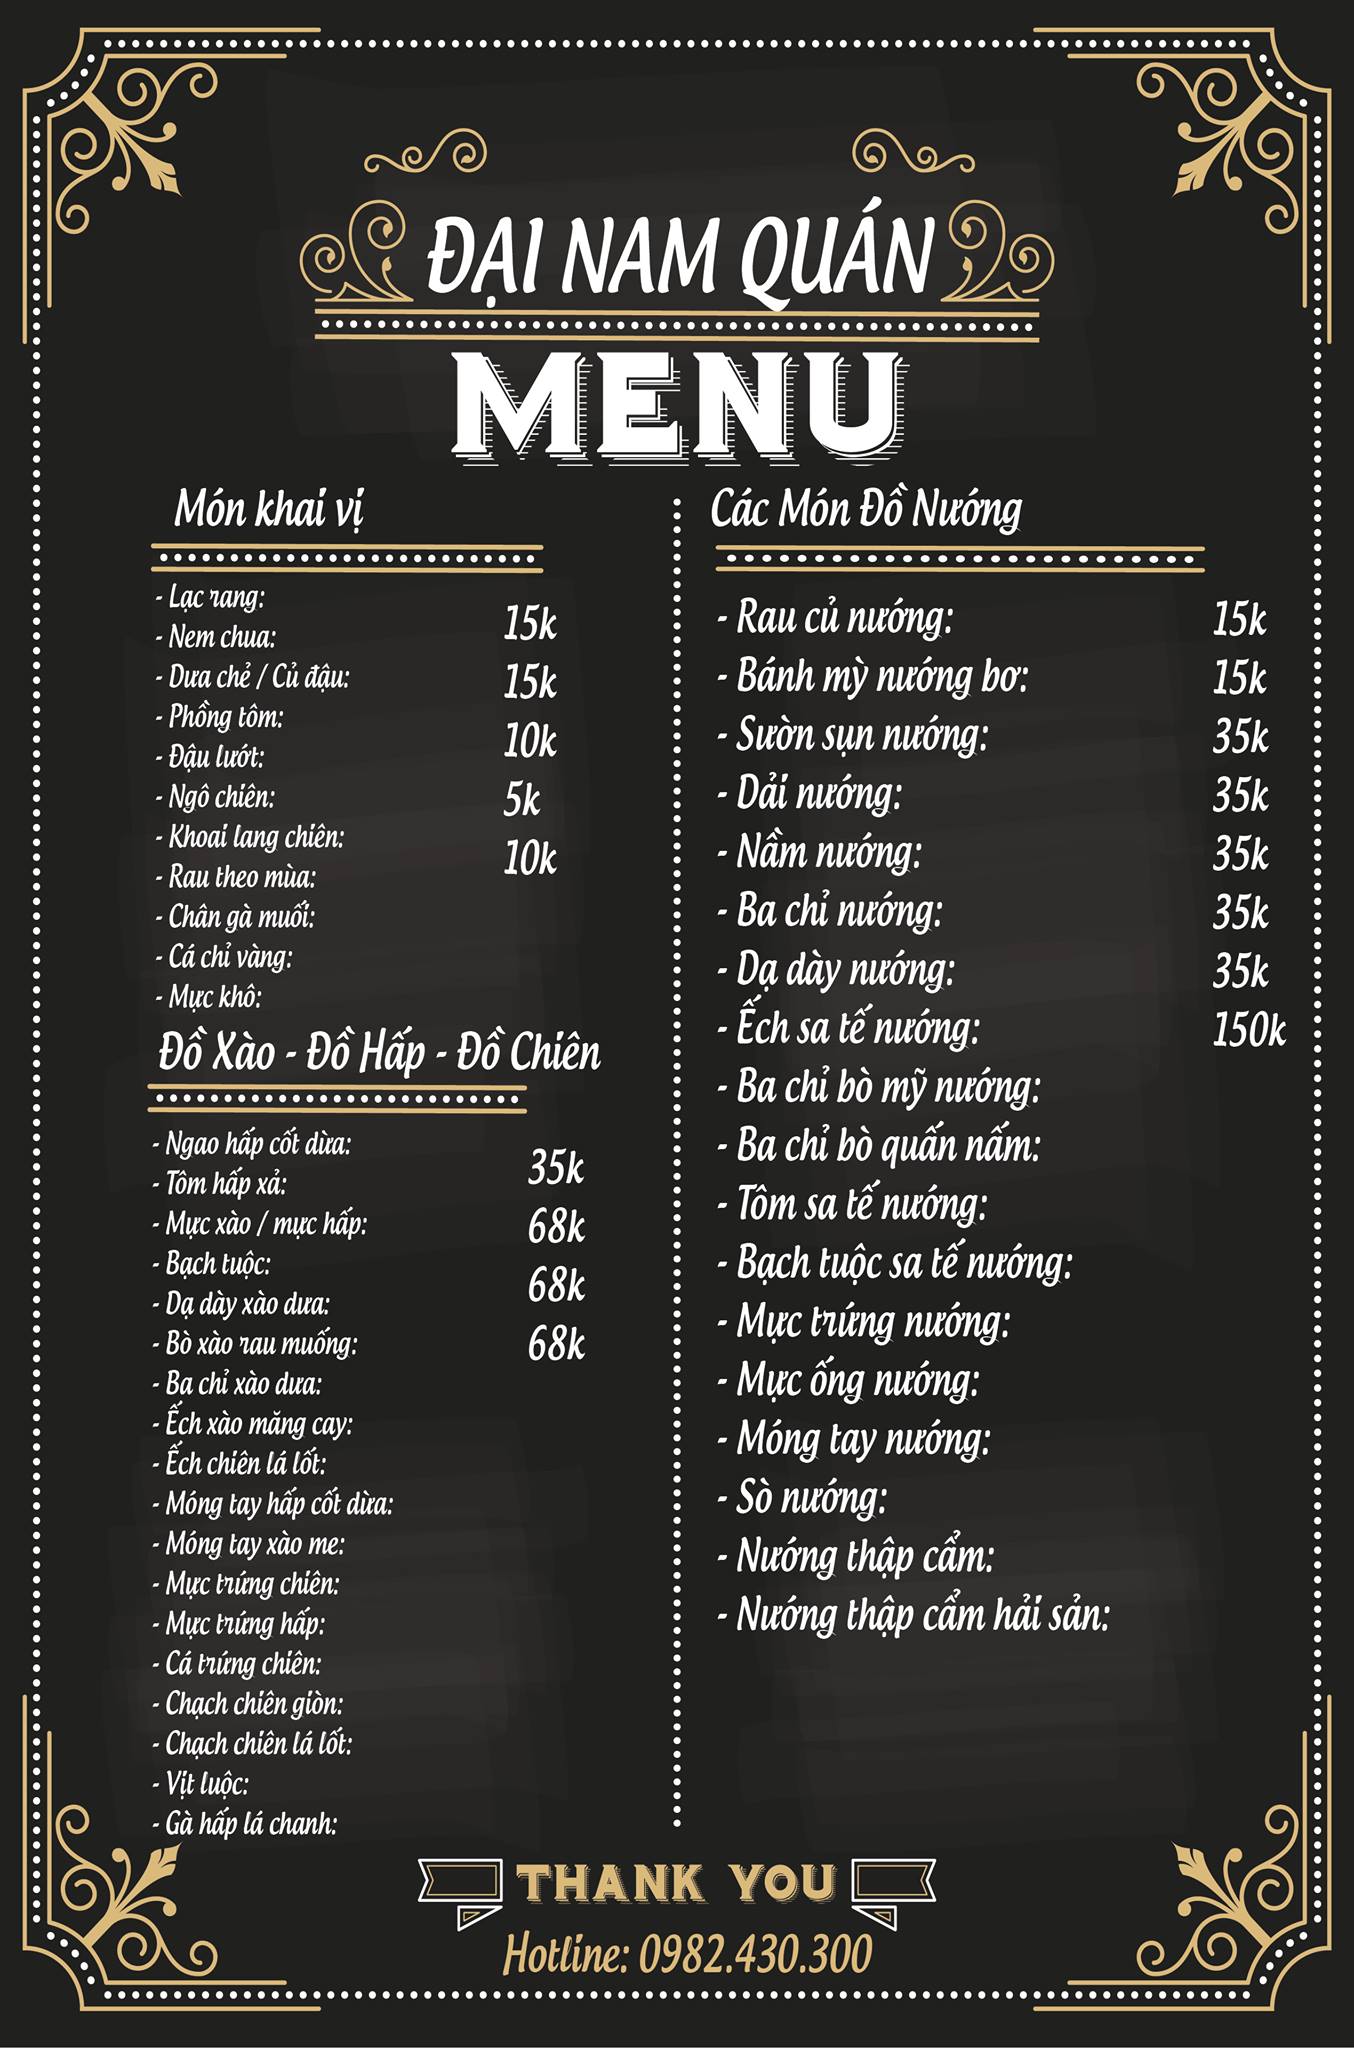 ĐẠI NAM QUÁN
MENU
Món khai vị
- Lạc rang:
- Nem chua:
- Dưa chẻ / Củ đậu:
- Phồng tôm:
- Đậu lướt:
- Ngô chiên:
- Khoai lang chiên:
- Rau theo mùa:
- Chân gà muối:
- Cá chỉ vàng:
- Mực khô:
15k
15k
10k
5k
10k
Đồ Xào - Đồ Hấp - Đồ Chiên
- Ngao hấp cốt dừa:
- Tôm hấp xả:
- Mực xào / mực hấp:
- Bạch tuộc:
- Dạ dày xào dưa:
- Bò xào rau muống:
- Ba chỉ xào dưa:
- Ếch xào măng cay:
- Ếch chiên lá lốt:
- Móng tay hấp cốt dừa:
- Móng tay xào me:
- Mực trứng chiên:
- Mực trứng hấp:
- Cá trứng chiên:
- Chạch chiên giòn:
- Chạch chiên lá lốt:
- Vịt luộc:
- Gà hấp lá chanh:
35k
68k
68k
68k
Các Món Đồ Nướng
- Rau củ nướng: 15k
- Bánh mỳ nướng bơ: 15k
- Sườn sụn nướng: 35k
- Dải nướng: 35k
- Nầm nướng: 35k
- Ba chỉ nướng: 35k
- Dạ dày nướng: 35k
- Ếch sa tế nướng: 150k
- Ba chỉ bò mỹ nướng:
- Ba chỉ bò quấn nấm:
- Tôm sa tế nướng:
- Bạch tuộc sa tế nướng:
- Mực trứng nướng:
- Mực ống nướng:
- Móng tay nướng:
- Sò nướng:
- Nướng thập cẩm:
- Nướng thập cẩm hải sản:
THANK YOU
Hotline: 0982.430.300